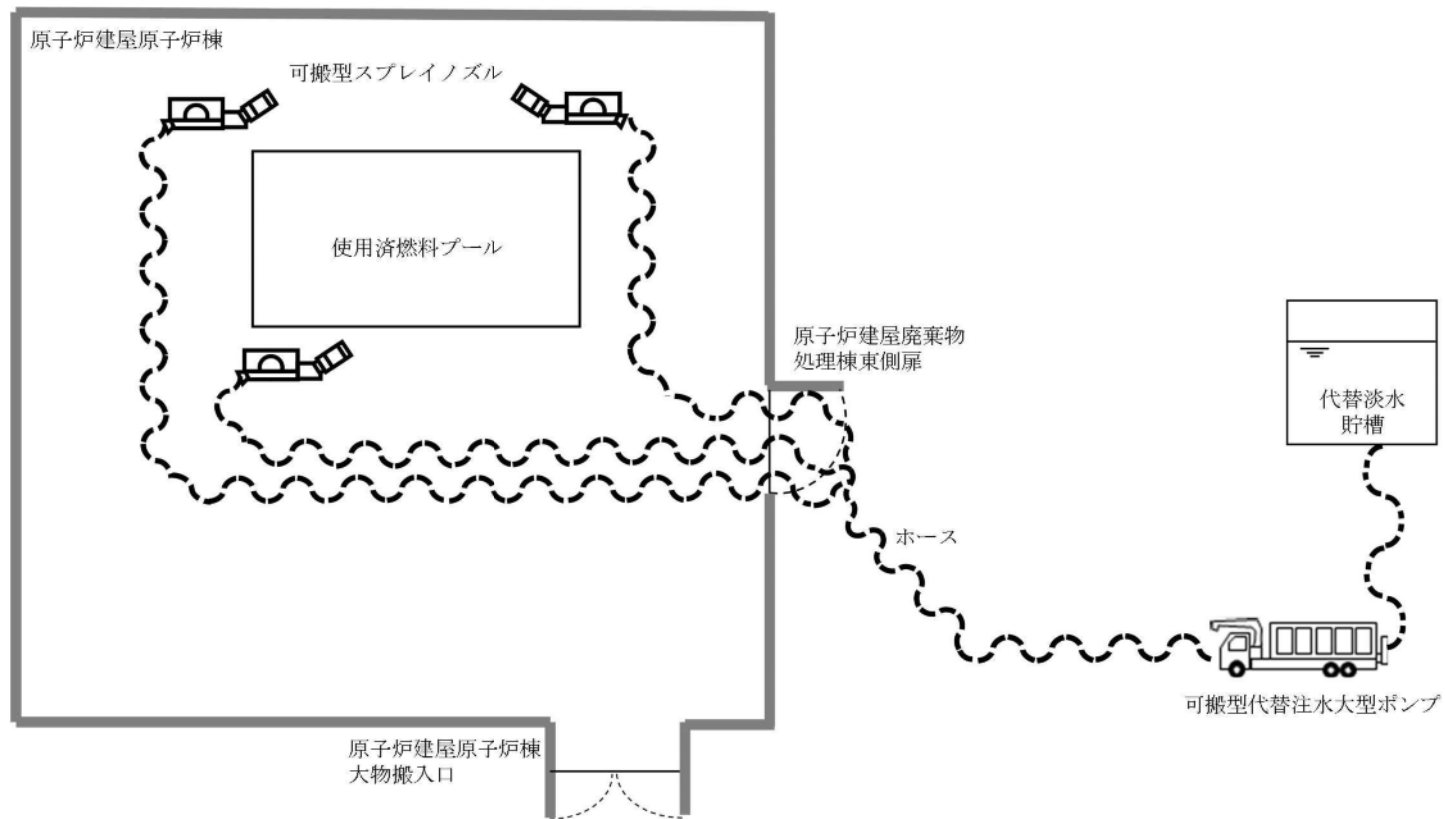 原子炉建屋原子炉棟
可搬型スプレイノズル
使用済燃料プール
原子炉建屋廃棄物
処理棟東側扉
代替淡水
貯槽
ホース
可搬型代替注水大型ポンプ
原子炉建屋原子炉棟
大物搬入口